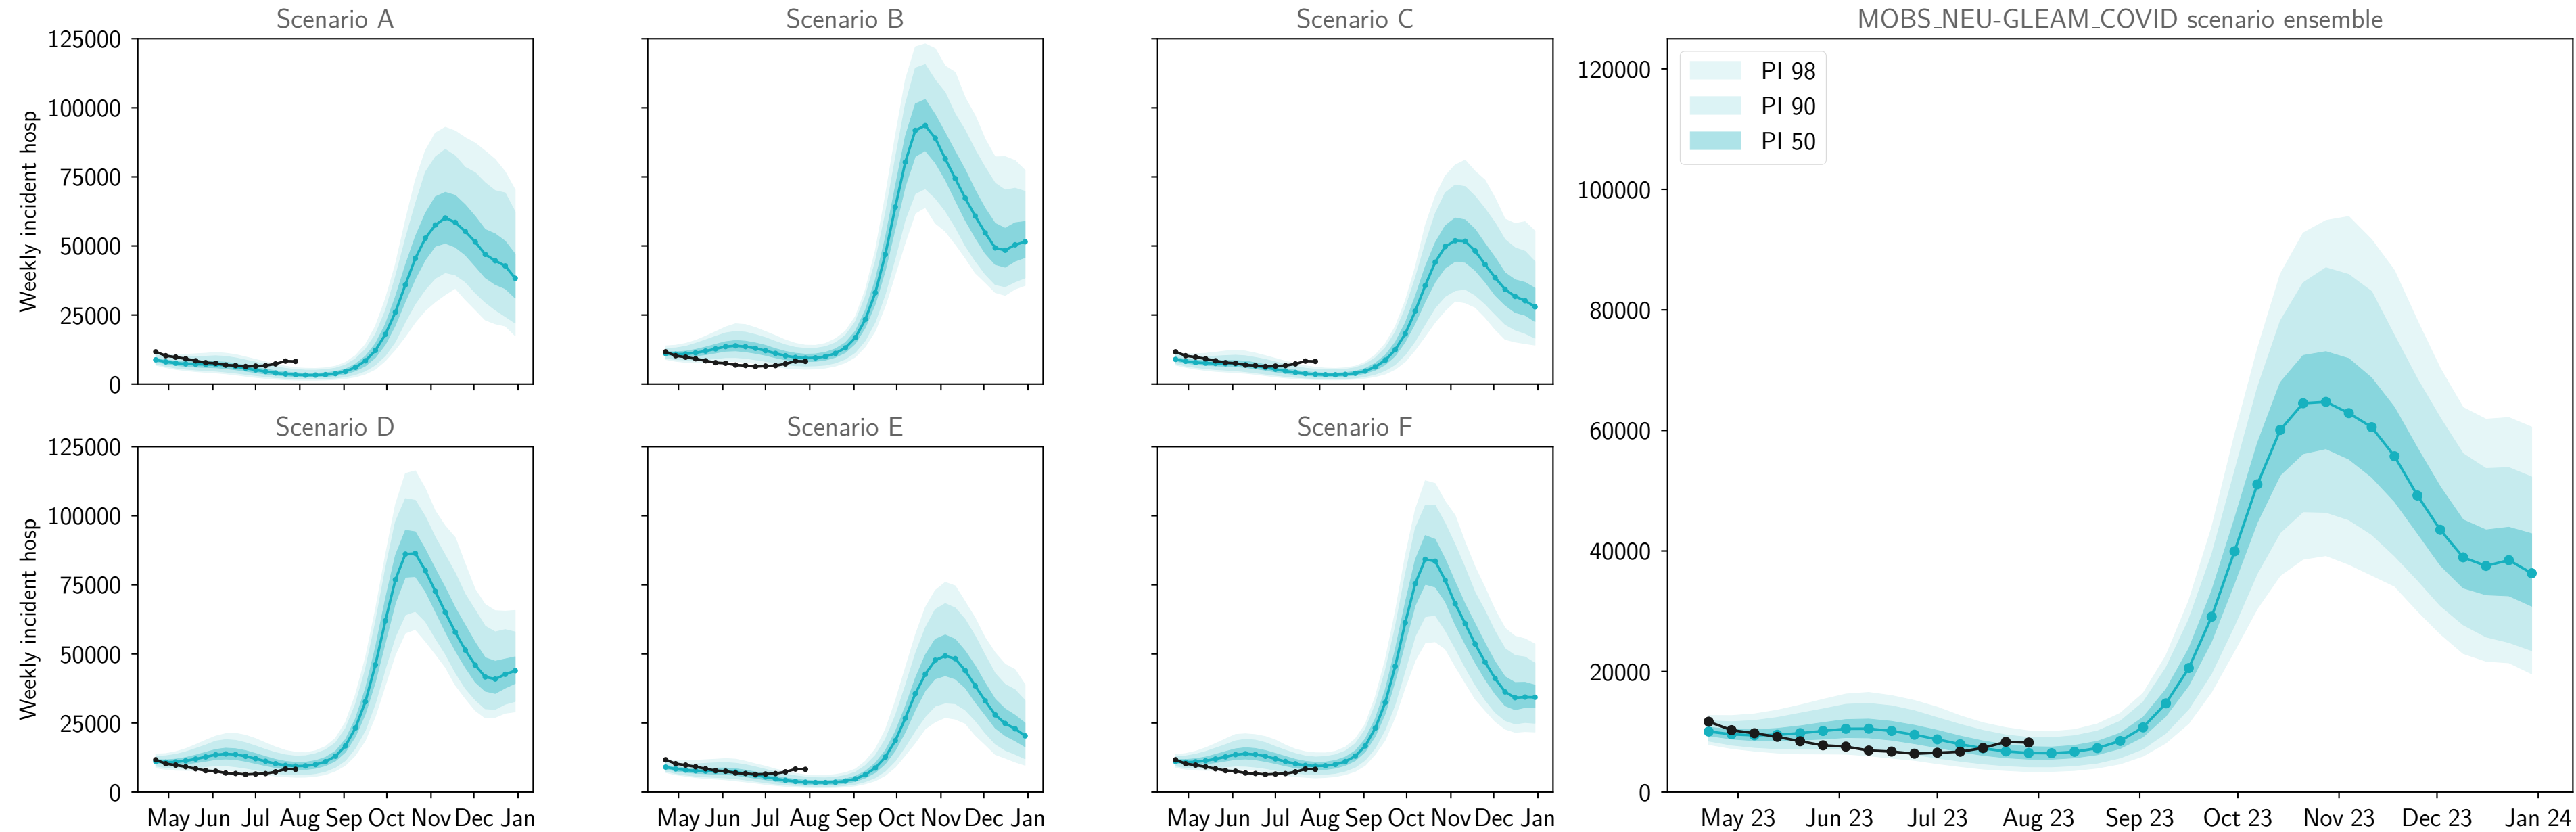 Scenario A
Scenario B
Scenario C
MOBS_NEU-GLEAM_COVID scenario ensemble
Weekly incident hosp
125000
100000
75000
50000
25000
0
120000
100000
80000
60000
40000
20000
0
PI 98
PI 90
PI 50
Scenario D
Scenario E
Scenario F
Weekly incident hosp
125000
100000
75000
50000
25000
0
May Jun Jul Aug Sep Oct Nov Dec Jan
May Jun Jul Aug Sep Oct Nov Dec Jan
May Jun Jul Aug Sep Oct Nov Dec Jan
May 23 Jun 23 Jul 23 Aug 23 Sep 23 Oct 23 Nov 23 Dec 23 Jan 24